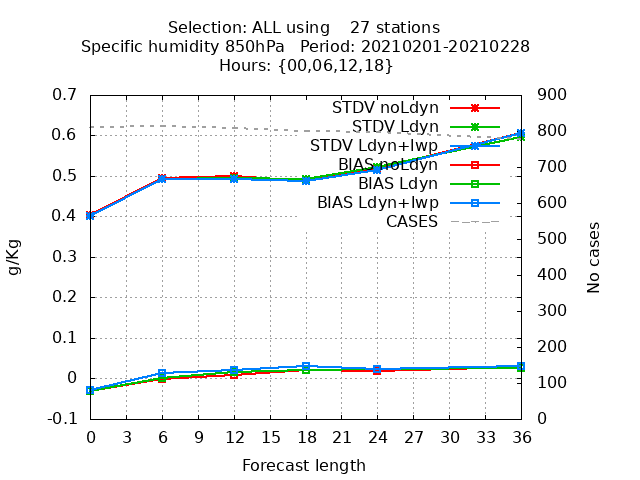 Selection: ALL using    27 stations
Specific humidity 850hPa   Period: 20210201-20210228
Hours: {00,06,12,18}
0.7
0.6
0.5
0.4
0.3
0.2
0.1
0
-0.1
g/Kg
STDV noLdyn
STDV Ldyn
STDV Ldyn+lwp
BIAS noLdyn
BIAS Ldyn
BIAS Ldyn+lwp
CASES
900
800
700
600
500
400
300
200
100
0
No cases
0 3 6 9 12 15 18 21 24 27 30 33 36
Forecast length